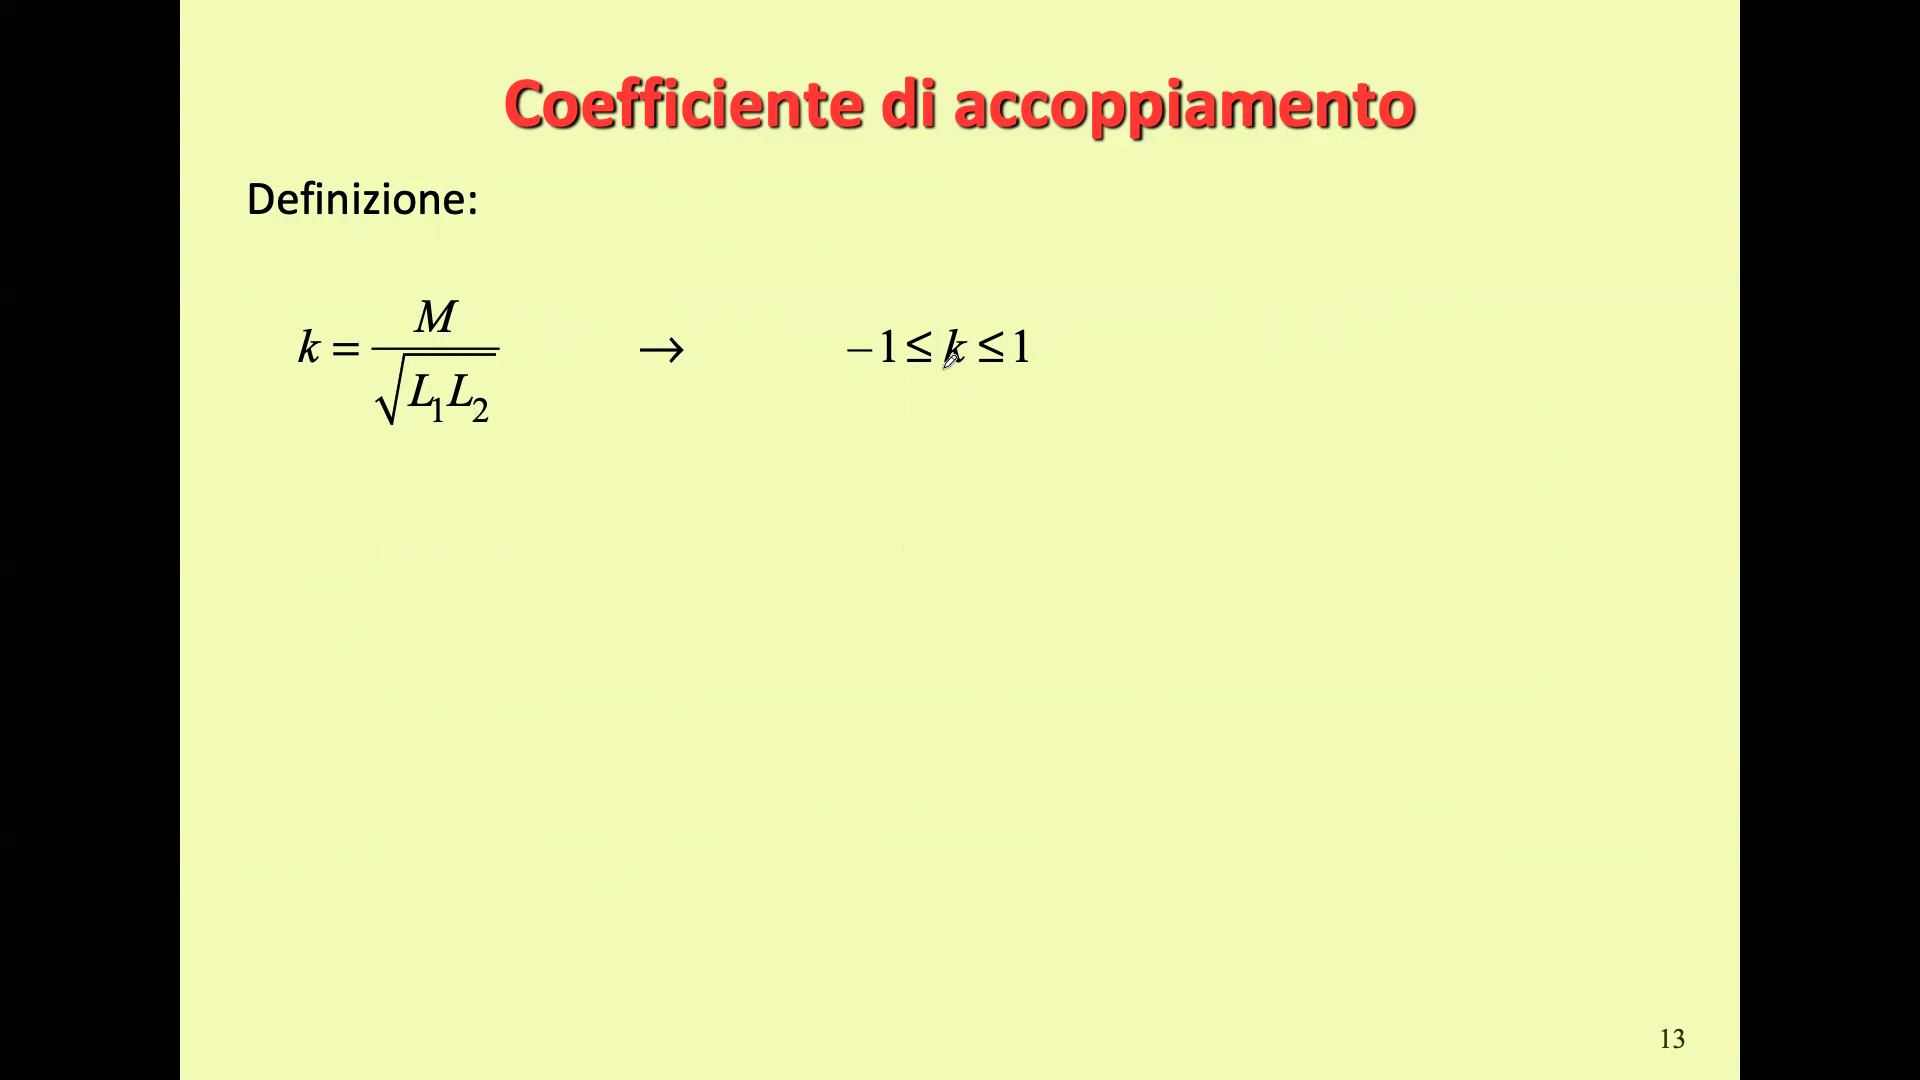 Coefficiente di accoppiamento
Definizione:
k = M / √(L₁L₂) → –1 ≤ k ≤ 1
13